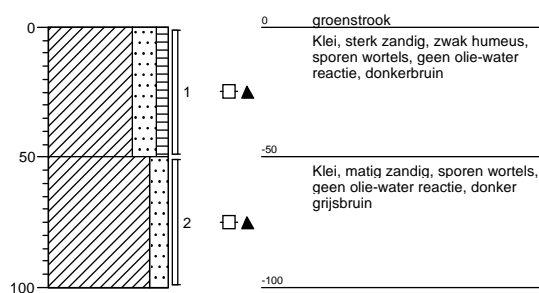 0
0 groenstrook
Klei, sterk zandig, zwak humeus,
sporen wortels, geen olie-water
reactie, donkerbruin
1
50
-50
Klei, matig zandig, sporen wortels,
geen olie-water reactie, donker
grijsbruin
2
100
-100